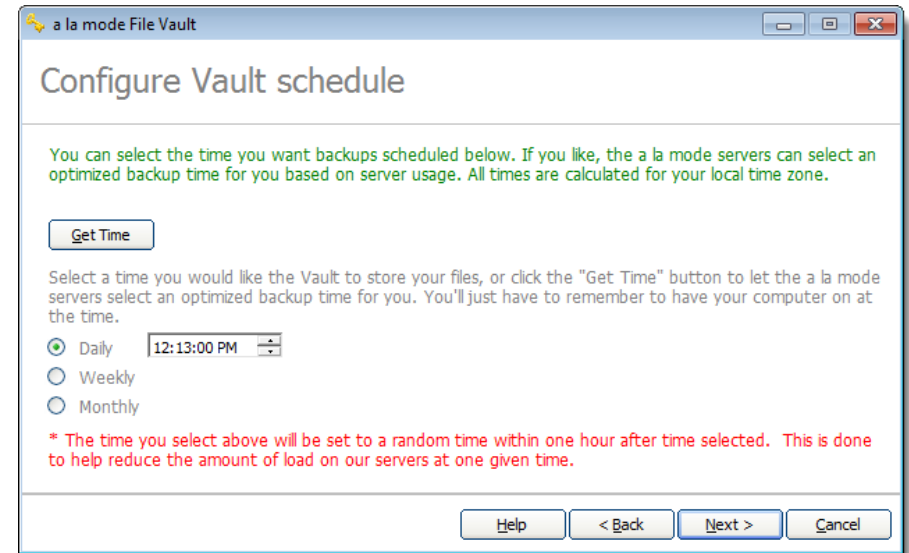 a la mode File Vault
Configure Vault schedule
You can select the time you want backups scheduled below. If you like, the a la mode servers can select an
optimized backup time for you based on server usage. All times are calculated for your local time zone.
Get Time
Select a time you would like the Vault to store your files, or click the "Get Time" button to let the a la mode
servers select an optimized backup time for you. You'll just have to remember to have your computer on at
the time.
Daily 12:13:00 PM
Weekly
Monthly
* The time you select above will be set to a random time within one hour after time selected.  This is done
to help reduce the amount of load on our servers at one given time.
Help < Back Next > Cancel